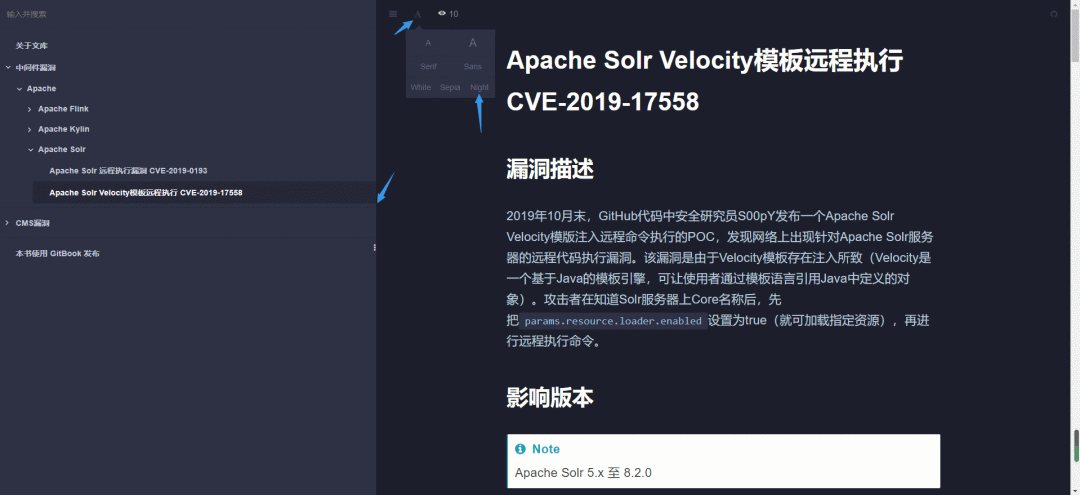 输入并搜索
关于文库
中间件漏洞
Apache
Apache Flink
Apache Kylin
Apache Solr
Apache Solr 远程执行漏洞 CVE-2019-0193
Apache Solr Velocity模板远程执行 CVE-2019-17558
CMS漏洞
本书使用 GitBook 发布
A
10
A A
Serif Sans
White Sepia Night
Apache Solr Velocity模板远程执行
CVE-2019-17558
漏洞描述
2019年10月末，GitHub代码中安全研究员S00pY发布一个Apache Solr
Velocity模版注入远程命令执行的POC，发现网络上出现针对Apache Solr服务
器的远程代码执行漏洞。该漏洞是由于Velocity模板存在注入所致（Velocity是
一个基于Java的模板引擎，可让使用者通过模板语言引用Java中定义的对
象）。攻击者在知道Solr服务器上Core名称后，先
把params.resource.loader.enabled设置为true（就可加载指定资源），再进
行远程执行命令。
影响版本
Note
Apache Solr 5.x 至 8.2.0